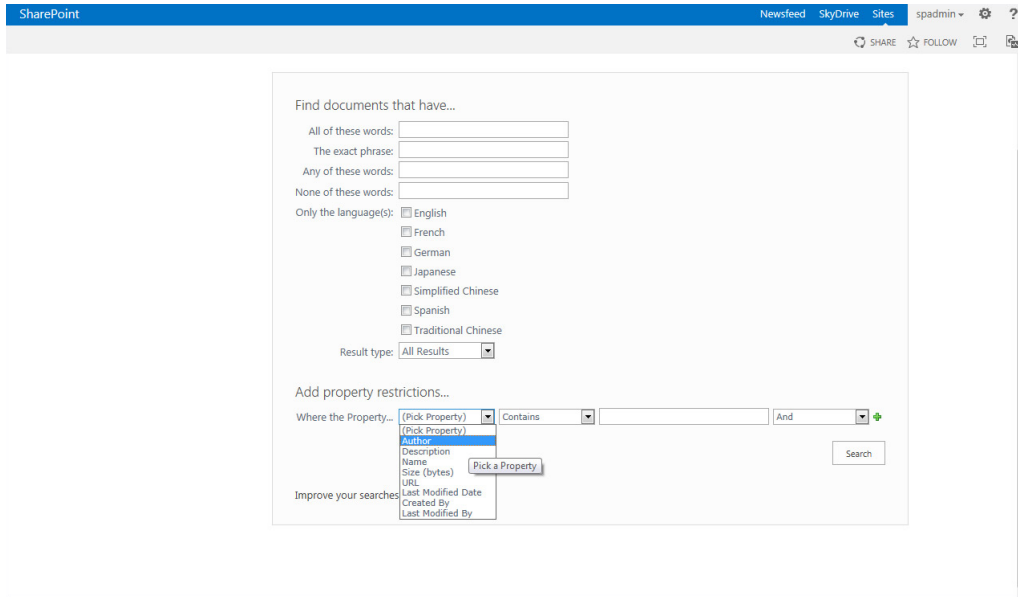 SharePoint Newsfeed SkyDrive Sites spadmin ?
SHARE FOLLOW
Find documents that have...
All of these words:
The exact phrase:
Any of these words:
None of these words:
Only the language(s): English
French
German
Japanese
Simplified Chinese
Spanish
Traditional Chinese
Result type: All Results
Add property restrictions...
Where the Property... (Pick Property) Contains And
(Pick Property)
Author
Description
Name
Size (bytes)
URL
Last Modified Date
Created By
Last Modified By
Pick a Property
Search
Improve your searches